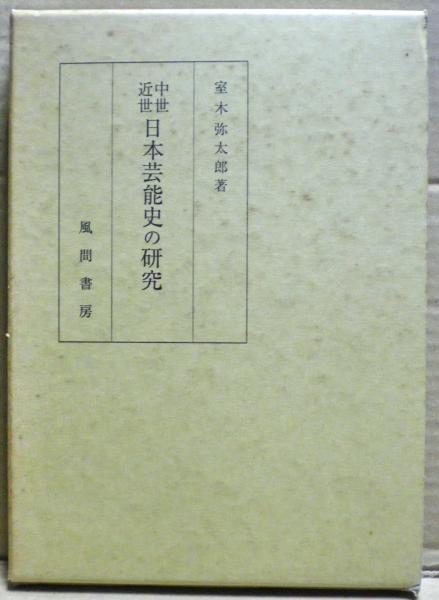 室木弥太郎著
中世近世日本芸能史の研究
風間書房